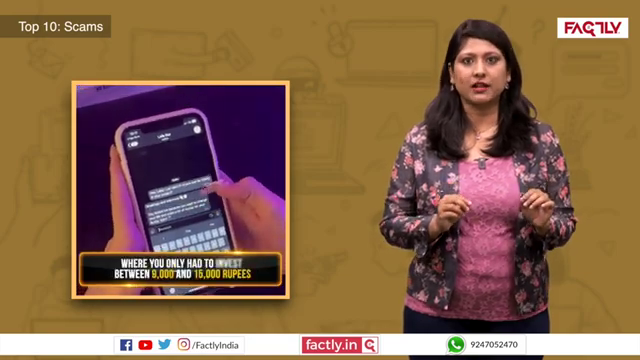 Top 10: Scams
FACTLY
WHERE YOU ONLY HAD TO INVEST
BETWEEN 9,000 AND 15,000 RUPEES
/FactlyIndia
factly.in
9247052470